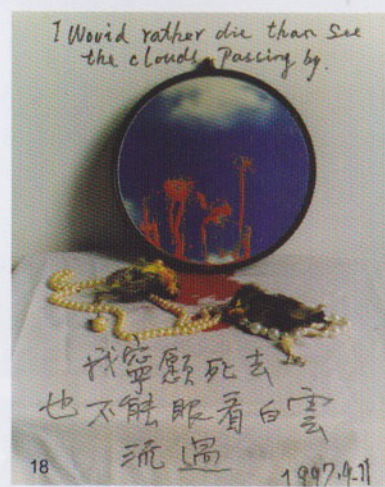 I Would rather die than see
the clouds Passing by.
我寧願死去
也不能眼看白雲
流過
18
1997.9.11